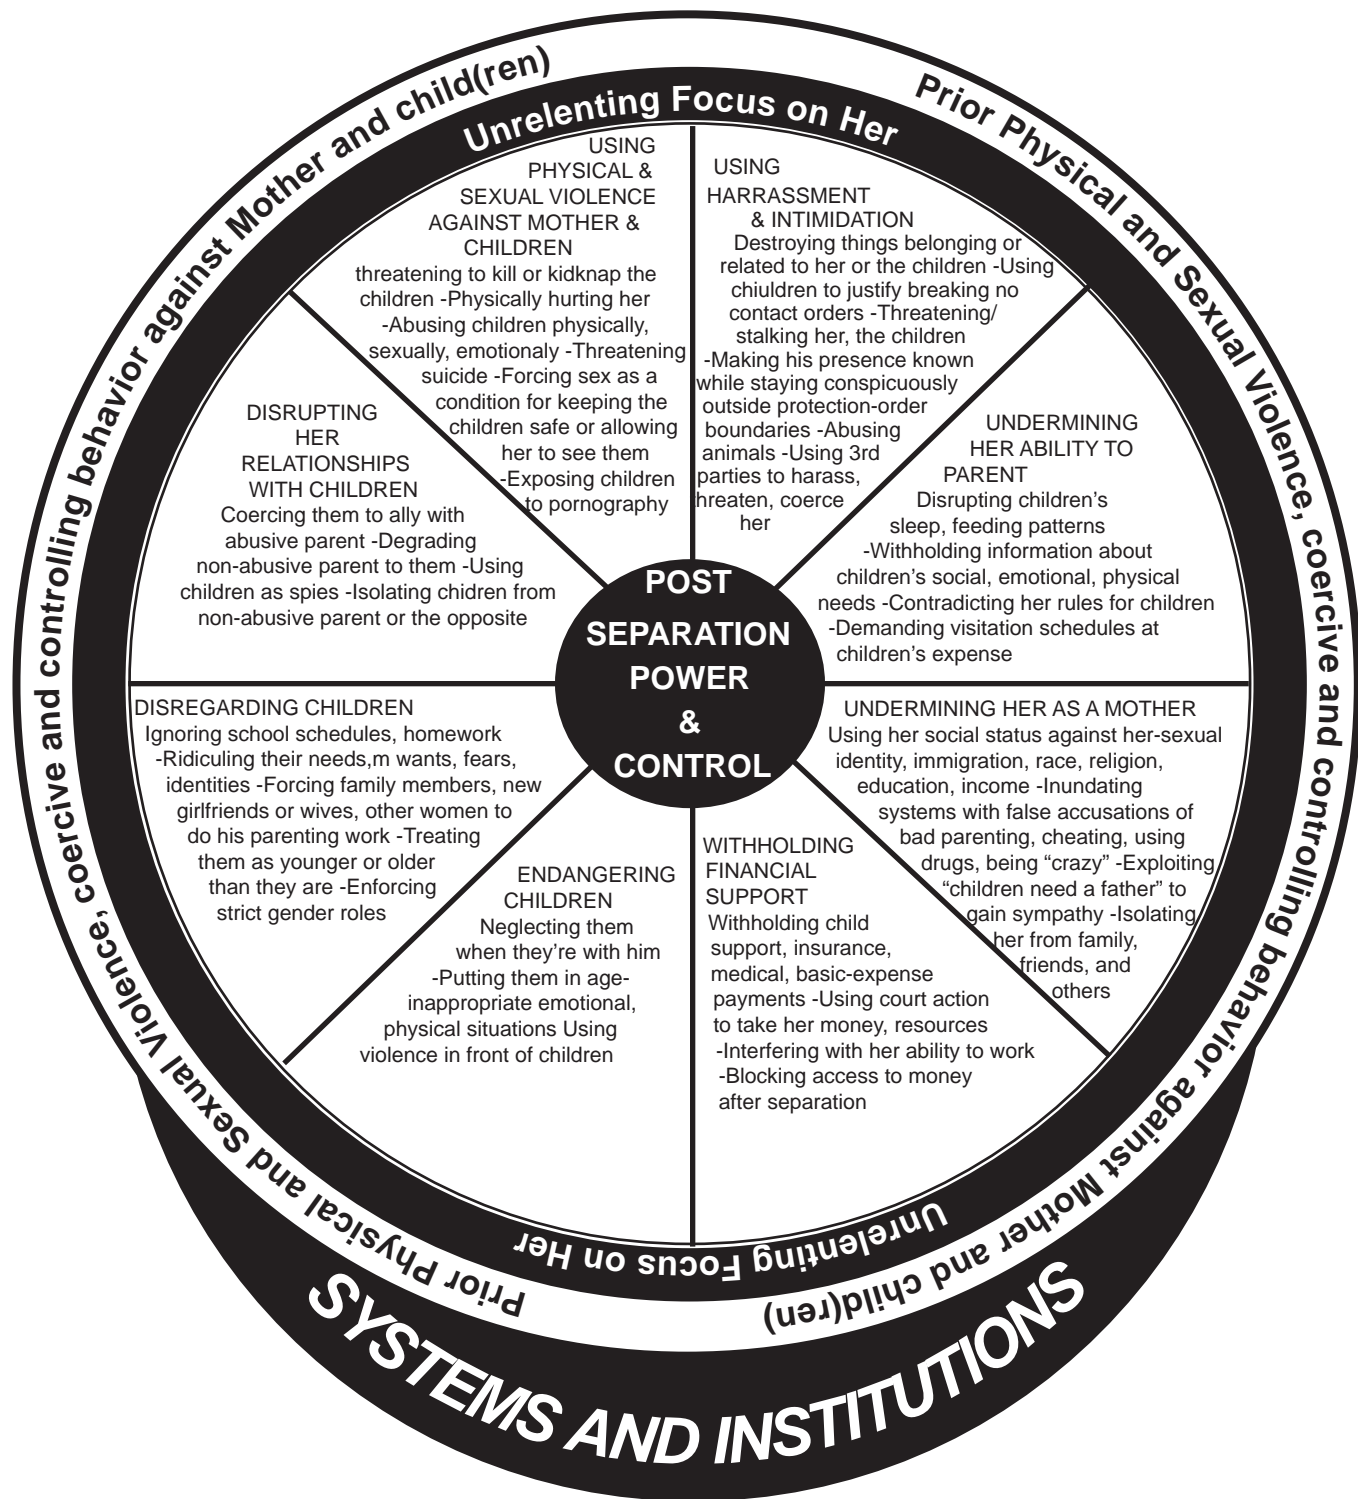 Prior Physical and Sexual Violence, coercive and controlling behavior against Mother and child(ren)
Prior Physical and Sexual Violence, coercive and controlling behavior against Mother and child(ren)
Unrelenting Focus on Her
USING
PHYSICAL &
SEXUAL VIOLENCE
AGAINST MOTHER &
CHILDREN
threatening to kill or kidknap the
children -Physically hurting her
-Abusing children physically,
sexually, emotionaly -Threatening
suicide -Forcing sex as a
condition for keeping the
children safe or allowing
her to see them
-Exposing children
to pornography
USING
HARRASSMENT
& INTIMIDATION
Destroying things belonging or
related to her or the children -Using
chiuldren to justify breaking no
contact orders -Threatening/
stalking her, the children
-Making his presence known
while staying conspicuously
outside protection-order
boundaries -Abusing
animals -Using 3rd
parties to harass,
hreaten, coerce
her
UNDERMINING
HER ABILITY TO
PARENT
Disrupting children's
sleep, feeding patterns
-Withholding information about
children's social, emotional, physical
needs -Contradicting her rules for children
-Demanding visitation schedules at
children's expense
UNDERMINING HER AS A MOTHER
Using her social status against her-sexual
identity, immigration, race, religion,
education, income -Inundating
systems with false accusations of
bad parenting, cheating, using
drugs, being “crazy” -Exploiting
“children need a father” to
gain sympathy -Isolating
her from family,
friends, and
others
WITHHOLDING
FINANCIAL
SUPPORT
Withholding child
support, insurance,
medical, basic-expense
payments -Using court action
to take her money, resources
-Interfering with her ability to work
-Blocking access to money
after separation
ENDANGERING
CHILDREN
Neglecting them
when they're with him
-Putting them in age-
inappropriate emotional,
physical situations Using
violence in front of children
DISREGARDING CHILDREN
Ignoring school schedules, homework
-Ridiculing their needs,m wants, fears,
identities -Forcing family members, new
girlfriends or wives, other women to
do his parenting work -Treating
them as younger or older
than they are -Enforcing
strict gender roles
DISRUPTING
HER
RELATIONSHIPS
WITH CHILDREN
Coercing them to ally with
abusive parent -Degrading
non-abusive parent to them -Using
children as spies -Isolating chidren from
non-abusive parent or the opposite
POST
SEPARATION
POWER
&
CONTROL
Unrelenting Focus on Her
SYSTEMS AND INSTITUTIONS